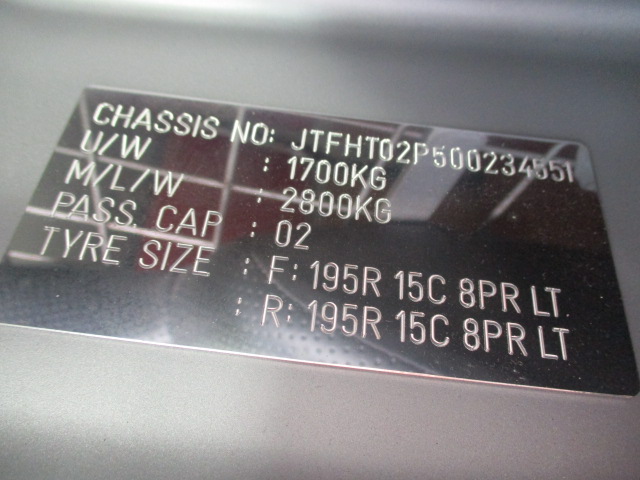 CHASSIS NO: JTFHT02P500234551
U/W : 1700KG
M/L/W : 2800KG
PASS. CAP : 02
TYRE SIZE : F: 195R 15C 8PR LT
: R: 195R 15C 8PR LT